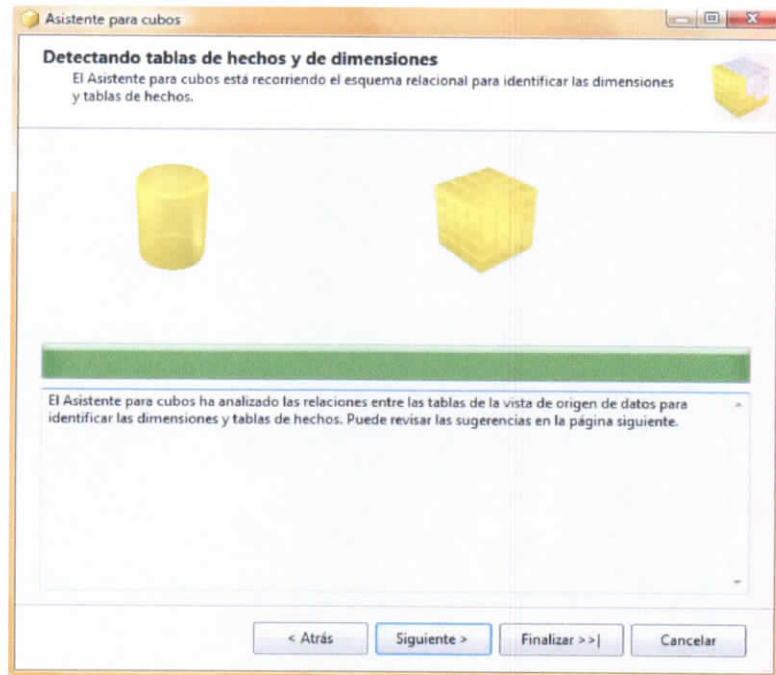 Asistente para cubos
Detectando tablas de hechos y de dimensiones
El Asistente para cubos está recorriendo el esquema relacional para identificar las dimensiones
y tablas de hechos.
El Asistente para cubos ha analizado las relaciones entre las tablas de la vista de origen de datos para
identificar las dimensiones y tablas de hechos. Puede revisar las sugerencias en la página siguiente.
< Atrás
Siguiente >
Finalizar >>|
Cancelar